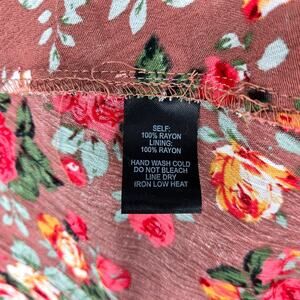 SELF:
100% RAYON
LINING:
100% RAYON
HAND WASH COLD
DO NOT BLEACH
LINE DRY
IRON LOW HEAT